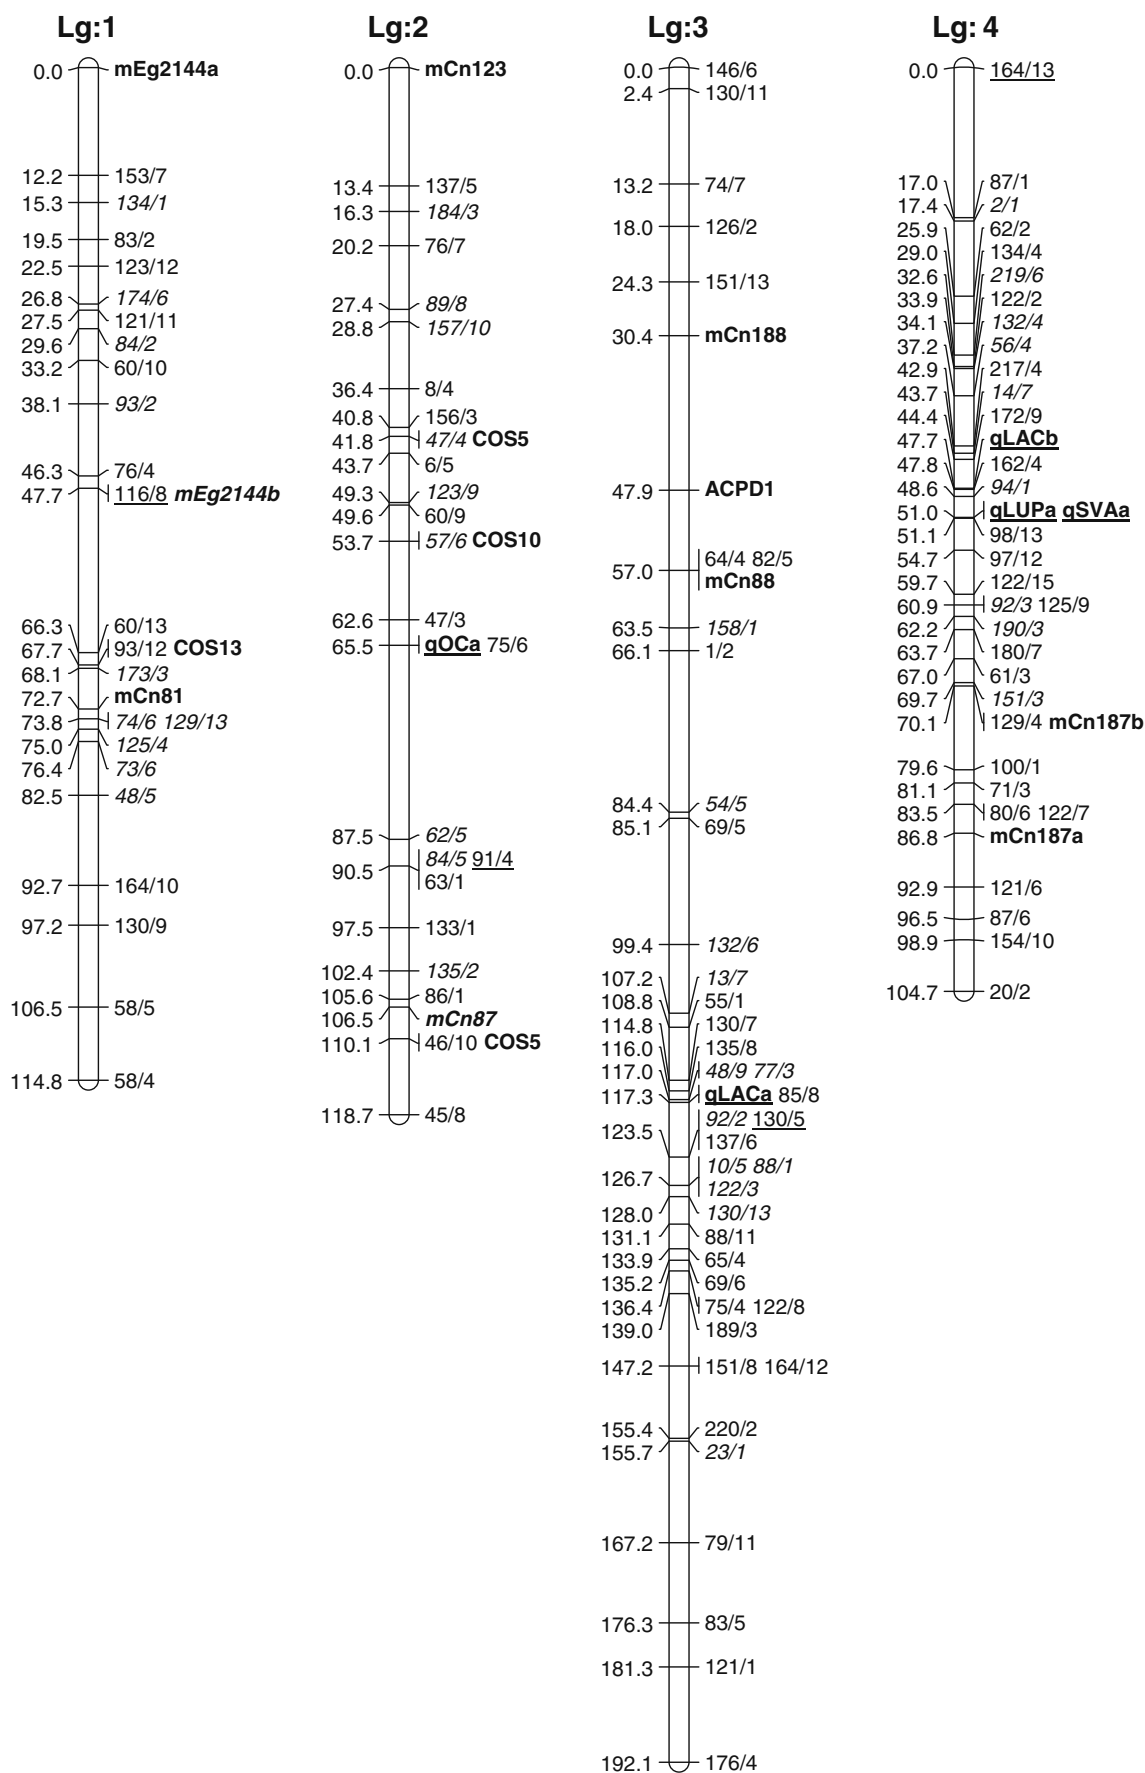 Lg:1
0.0 mEg2144a
12.2 153/7
15.3 134/1
19.5 83/2
22.5 123/12
26.8 174/6
27.5 121/11
29.6 84/2
33.2 60/10
38.1 93/2
46.3 76/4
47.7 116/8 mEg2144b
66.3 60/13
67.7 93/12 COS13
68.1 173/3
72.7 mCn81
73.8 74/6 129/13
75.0 125/4
76.4 73/6
82.5 48/5
92.7 164/10
97.2 130/9
106.5 58/5
114.8 58/4
Lg:2
0.0 mCn123
13.4 137/5
16.3 184/3
20.2 76/7
27.4 89/8
28.8 157/10
36.4 8/4
40.8 156/3
41.8 47/4 COS5
43.7 6/5
49.3 123/9
49.6 60/9
53.7 57/6 COS10
62.6 47/3
65.5 qOCa 75/6
87.5 62/5
90.5 84/5 91/4
63/1
97.5 133/1
102.4 135/2
105.6 86/1
106.5 mCn87
110.1 46/10 COS5
118.7 45/8
Lg:3
0.0 146/6
2.4 130/11
13.2 74/7
18.0 126/2
24.3 151/13
30.4 mCn188
47.9 ACPD1
57.0 64/4 82/5
mCn88
63.5 158/1
66.1 1/2
84.4 54/5
85.1 69/5
99.4 132/6
107.2 13/7
108.8 55/1
114.8 130/7
116.0 135/8
117.0 48/9 77/3
117.3 qLACa 85/8
123.5 92/2 130/5
137/6
126.7 10/5 88/1
122/3
128.0 130/13
131.1 88/11
133.9 65/4
135.2 69/6
136.4 75/4 122/8
139.0 189/3
147.2 151/8 164/12
155.4 220/2
155.7 23/1
167.2 79/11
176.3 83/5
181.3 121/1
192.1 176/4
Lg: 4
0.0 164/13
17.0 87/1
17.4 2/1
25.9 62/2
29.0 134/4
32.6 219/6
33.9 122/2
34.1 132/4
37.2 56/4
42.9 217/4
43.7 14/7
44.4 172/9
47.7 qLACb
47.8 162/4
48.6 94/1
51.0 qLUPa qSVAa
51.1 98/13
54.7 97/12
59.7 122/15
60.9 92/3 125/9
62.2 190/3
63.7 180/7
67.0 61/3
69.7 151/3
70.1 129/4 mCn187b
79.6 100/1
81.1 71/3
83.5 80/6 122/7
86.8 mCn187a
92.9 121/6
96.5 87/6
98.9 154/10
104.7 20/2